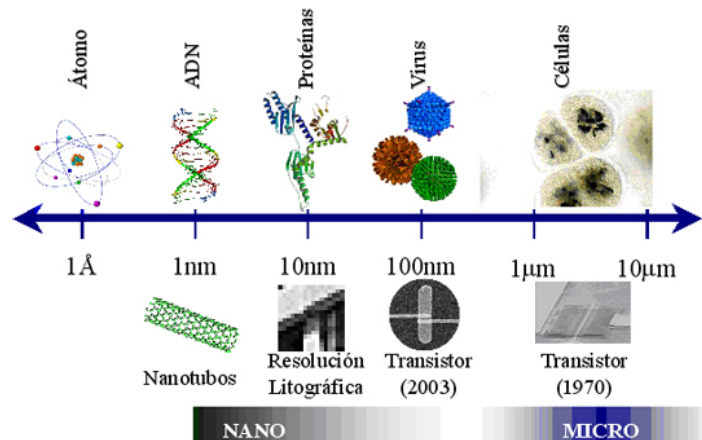 Átomo
ADN
Proteínas
Virus
Células
1Å
1nm
10nm
100nm
1µm
10µm
Nanotubos
Resolución
Litográfica
Transistor
(2003)
Transistor
(1970)
NANO
MICRO